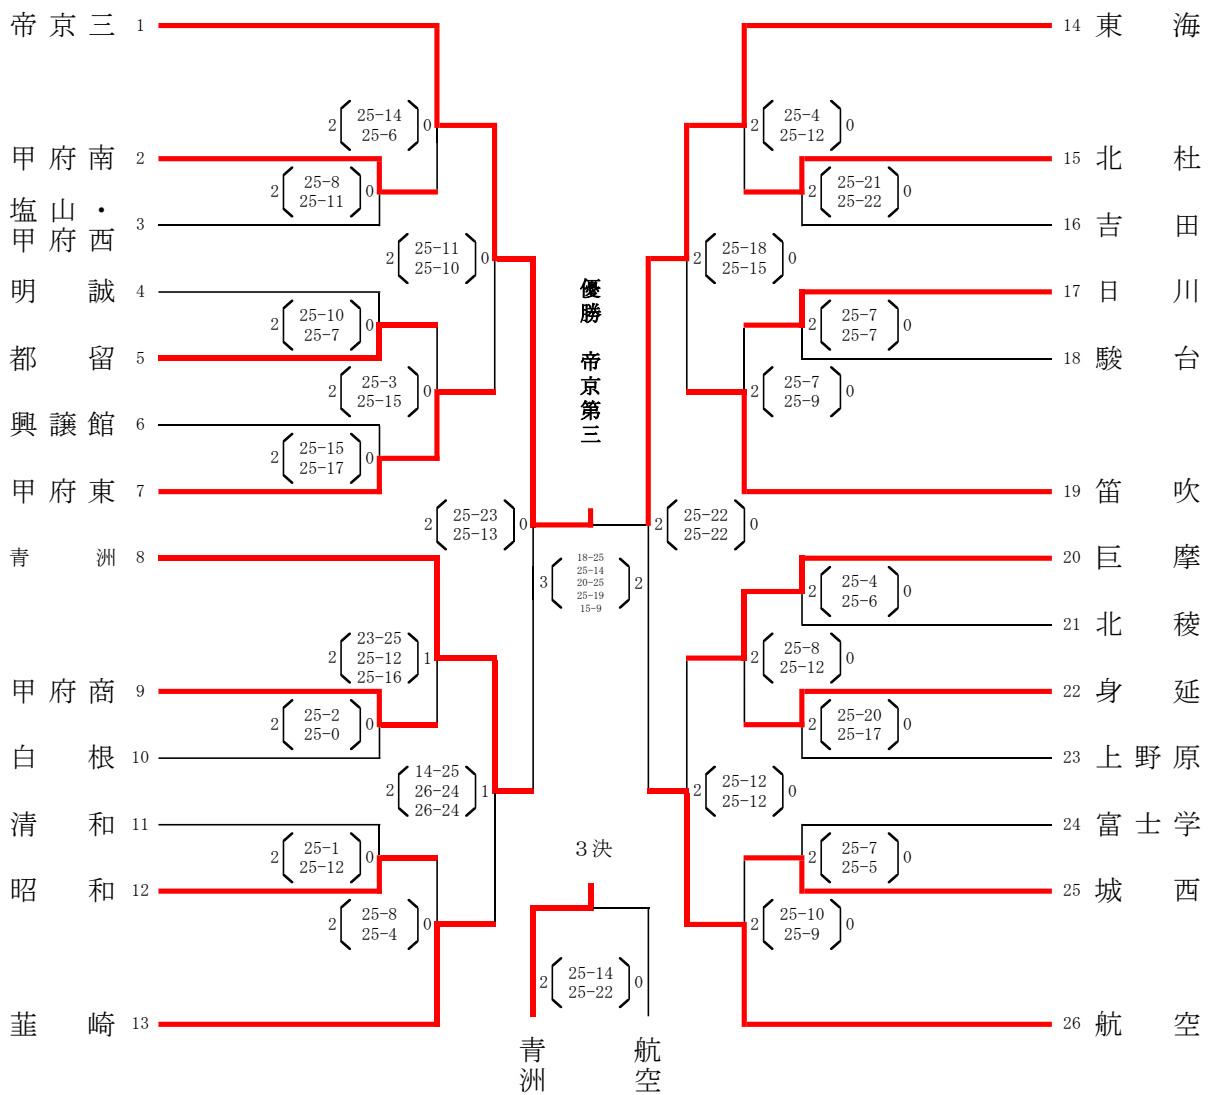 帝京三 1
2 25-14 0
25-6
甲府南 2
2 25-8 0
25-11
塩山・
甲府西 3
2 25-11 0
25-10
明誠 4
2 25-10 0
25-7
都留 5
2 25-3 0
25-15
興譲館 6
2 25-15 0
25-17
甲府東 7
2 25-23 0
25-13
青洲 8
2 23-25 1
25-12
25-16
甲府商 9
2 25-2 0
25-0
白根 10
2 14-25 1
26-24
26-24
清和 11
2 25-1 0
25-12
昭和 12
2 25-8 0
25-4
韮崎 13
優勝 帝京第三
3 18-25 2
25-14
20-25
25-19
15-9
3決
2 25-14 0
25-22
青洲
航空
14 東海
2 25-4 0
25-12
15 北杜
2 25-21 0
25-22
16 吉田
2 25-18 0
25-15
17 日川
2 25-7 0
25-7
18 駿台
2 25-7 0
25-9
19 笛吹
2 25-22 0
25-22
20 巨摩
2 25-4 0
25-6
21 北稜
2 25-8 0
25-12
22 身延
2 25-20 0
25-17
23 上野原
2 25-12 0
25-12
24 富士学
2 25-7 0
25-5
25 城西
2 25-10 0
25-9
26 航空